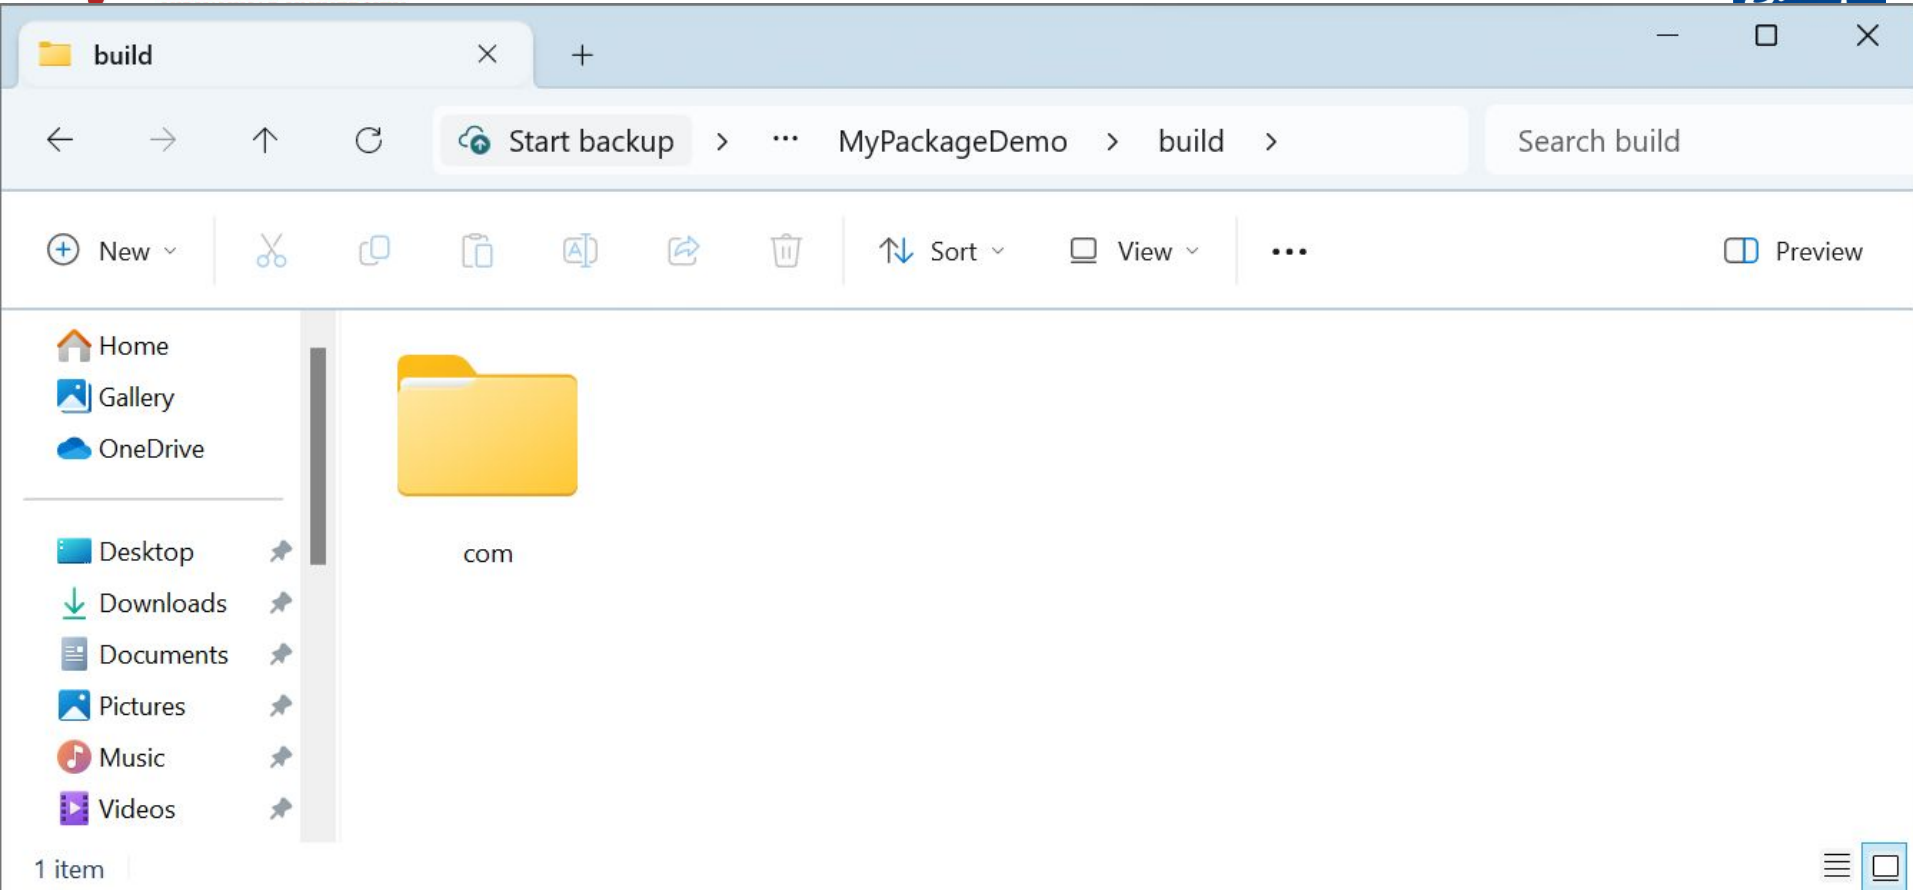 build
Start backup > ... MyPackageDemo > build >
Search build
New
Sort
View
Preview
Home
Gallery
OneDrive
Desktop
Downloads
Documents
Pictures
Music
Videos
com
1 item